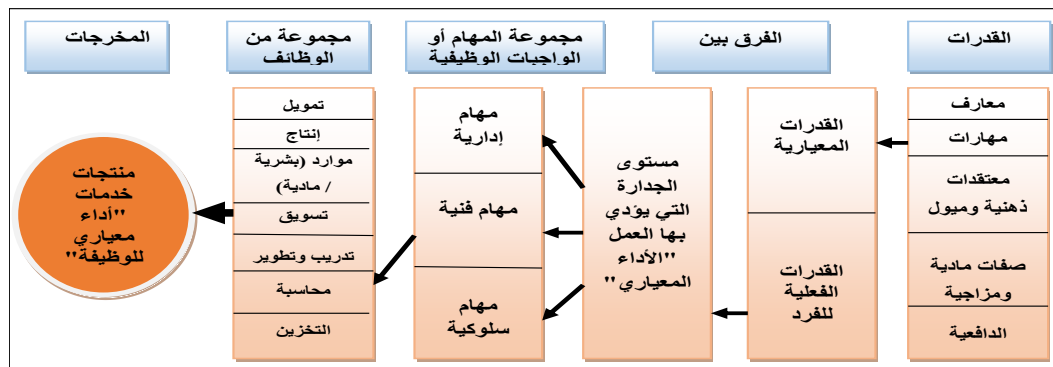 القدرات
الفرق بين
مجموعة المهام أو
الواجبات الوظيفية
مجموعة من
الوظائف
المخرجات
معارف
مهارات
معتقدات
ذهنية وميول
صفات مادية
ومزاجية
الدافعية
القدرات
المعيارية
القدرات
الفعلية
للفرد
مستوى
الجدارة
التي يؤدي
بها العمل
"الأداء
المعياري"
مهام
إدارية
مهام فنية
مهام
سلوكية
تمويل
إنتاج
موارد (بشرية
/ مادية)
تسويق
تدريب وتطوير
محاسبة
التخزين
منتجات
خدمات
"أداء
معياري
للوظيفة"